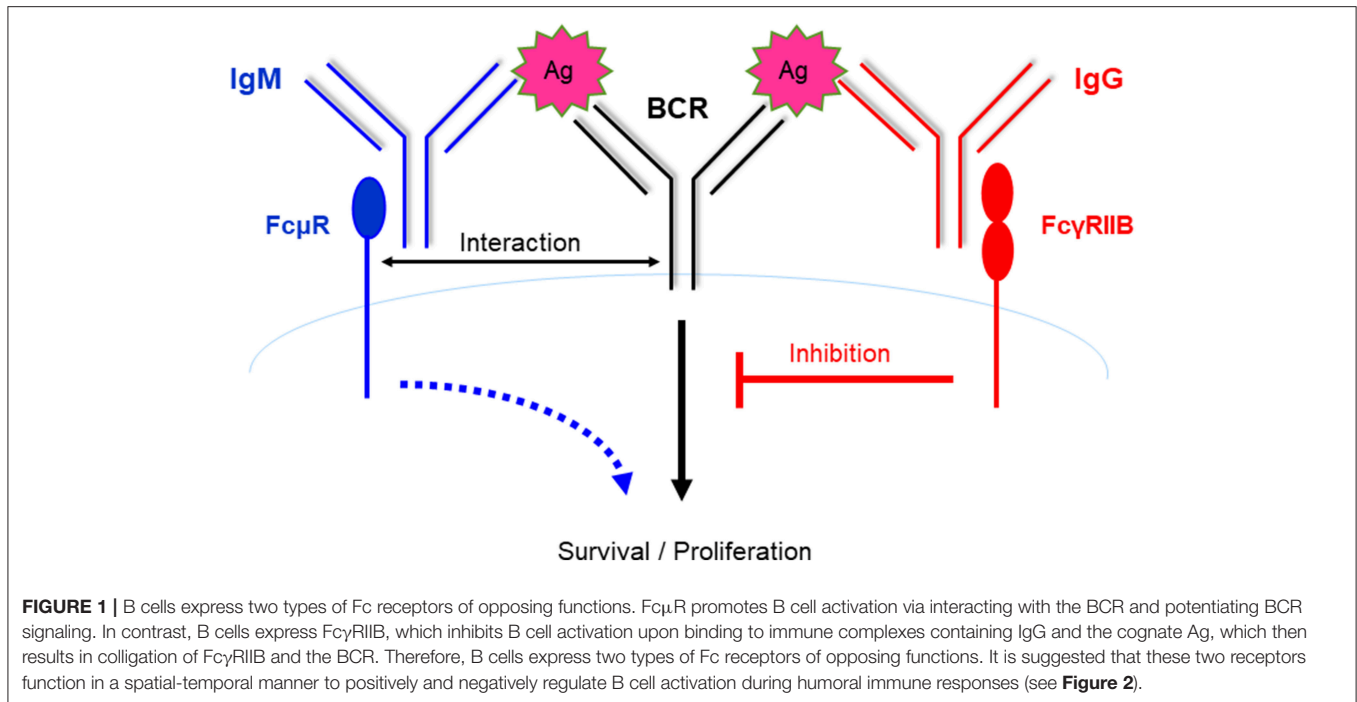 Ag
Ag
IgM
BCR
IgG
FcμR
Interaction
FcγRIIB
Inhibition
Survival / Proliferation
FIGURE 1 | B cells express two types of Fc receptors of opposing functions. FcμR promotes B cell activation via interacting with the BCR and potentiating BCR
signaling. In contrast, B cells express FcγRIIB, which inhibits B cell activation upon binding to immune complexes containing IgG and the cognate Ag, which then
results in colligation of FcγRIIB and the BCR. Therefore, B cells express two types of Fc receptors of opposing functions. It is suggested that these two receptors
function in a spatial-temporal manner to positively and negatively regulate B cell activation during humoral immune responses (see Figure 2).